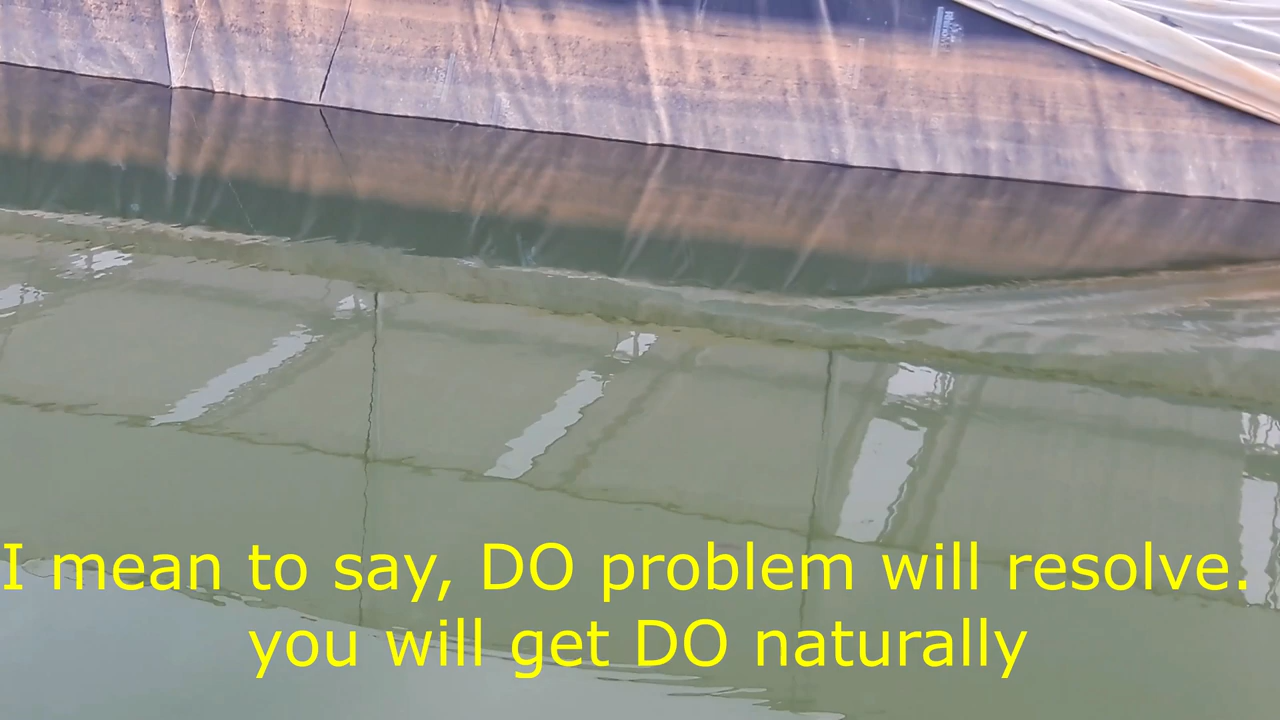 I mean to say, DO problem will resolve.
you will get DO naturally